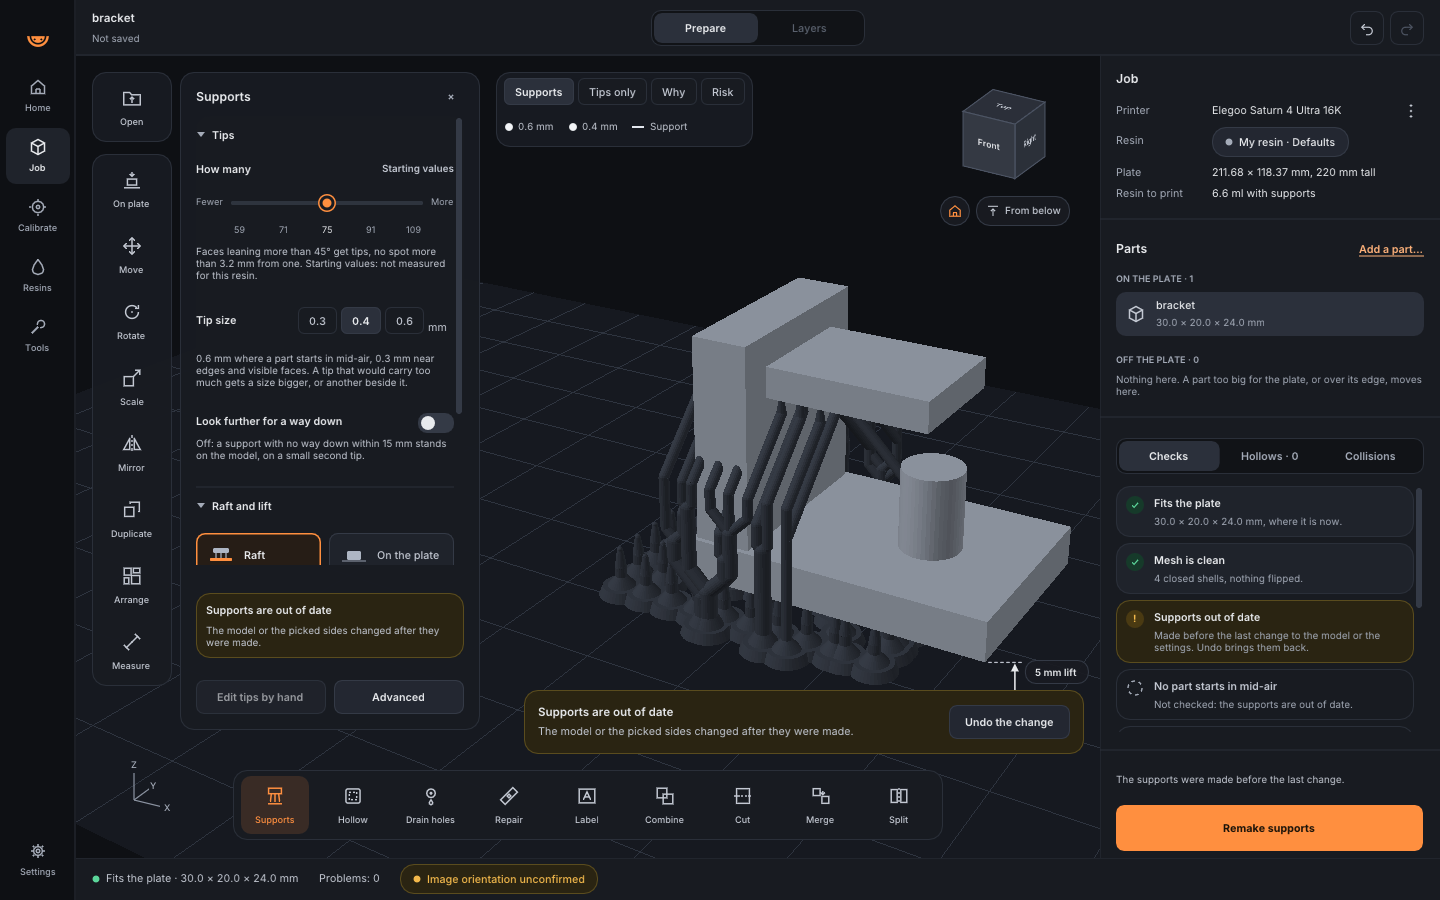 bracket
Not saved
Prepare
Layers
Home
Job
Calibrate
Resins
Tools
Settings
Open
On plate
Move
Rotate
Scale
Mirror
Duplicate
Arrange
Measure
Supports
×
Tips
How many
Starting values
Fewer
More
59 71 75 91 109
Faces leaning more than 45° get tips, no spot more
than 3.2 mm from one. Starting values: not measured
for this resin.
Tip size
0.3 0.4 0.6 mm
0.6 mm where a part starts in mid-air, 0.3 mm near
edges and visible faces. A tip that would carry too
much gets a size bigger, or another beside it.
Look further for a way down
Off: a support with no way down within 15 mm stands
on the model, on a small second tip.
Raft and lift
Raft
On the plate
Supports are out of date
The model or the picked sides changed after they
were made.
Edit tips by hand
Advanced
Supports
Tips only
Why
Risk
0.6 mm
0.4 mm
Support
Top
Front
Right
From below
5 mm lift
Supports are out of date
The model or the picked sides changed after they were made.
Undo the change
Z
Y
X
Supports
Hollow
Drain holes
Repair
Label
Combine
Cut
Merge
Split
Fits the plate · 30.0 × 20.0 × 24.0 mm
Problems: 0
Image orientation unconfirmed
Job
Printer
Elegoo Saturn 4 Ultra 16K
Resin
My resin · Defaults
Plate
211.68 × 118.37 mm, 220 mm tall
Resin to print
6.6 ml with supports
Parts
Add a part...
ON THE PLATE · 1
bracket
30.0 × 20.0 × 24.0 mm
OFF THE PLATE · 0
Nothing here. A part too big for the plate, or over its edge, moves
here.
Checks
Hollows · 0
Collisions
Fits the plate
30.0 × 20.0 × 24.0 mm, where it is now.
Mesh is clean
4 closed shells, nothing flipped.
Supports out of date
Made before the last change to the model or the
settings. Undo brings them back.
No part starts in mid-air
Not checked: the supports are out of date.
The supports were made before the last change.
Remake supports